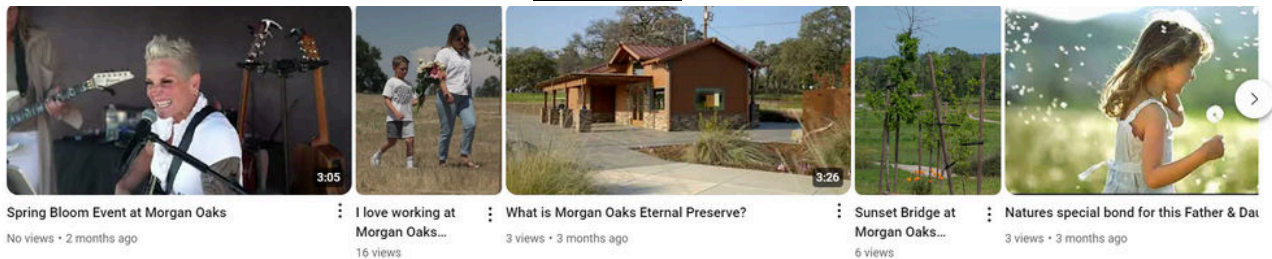 3:05
Spring Bloom Event at Morgan Oaks
No views • 2 months ago
I love working at
Morgan Oaks...
16 views
3:26
What is Morgan Oaks Eternal Preserve?
3 views • 3 months ago
Sunset Bridge at
Morgan Oaks...
6 views
Natures special bond for this Father &
3 views • 3 months ago